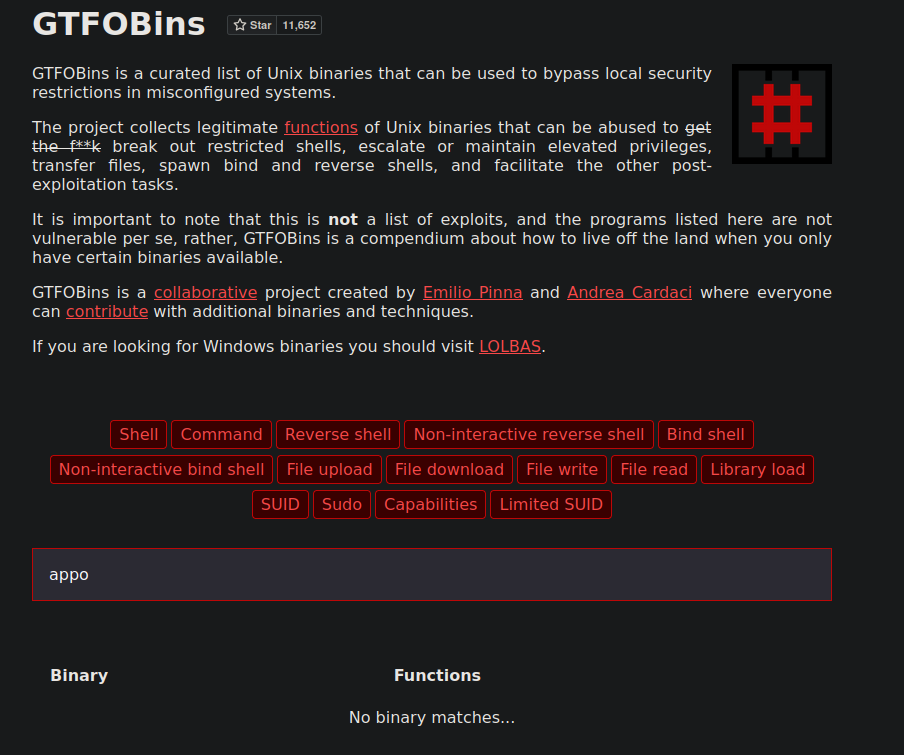 GTFOBins
Star 11,652
GTFOBins is a curated list of Unix binaries that can be used to bypass local security
restrictions in misconfigured systems.
The project collects legitimate functions of Unix binaries that can be abused to get
the f**k break out restricted shells, escalate or maintain elevated privileges,
transfer files, spawn bind and reverse shells, and facilitate the other post-
exploitation tasks.
It is important to note that this is not a list of exploits, and the programs listed here are not
vulnerable per se, rather, GTFOBins is a compendium about how to live off the land when you only
have certain binaries available.
GTFOBins is a collaborative project created by Emilio Pinna and Andrea Cardaci where everyone
can contribute with additional binaries and techniques.
If you are looking for Windows binaries you should visit LOLBAS.
Shell Command Reverse shell Non-interactive reverse shell Bind shell
Non-interactive bind shell File upload File download File write File read Library load
SUID Sudo Capabilities Limited SUID
appo
Binary Functions
No binary matches...